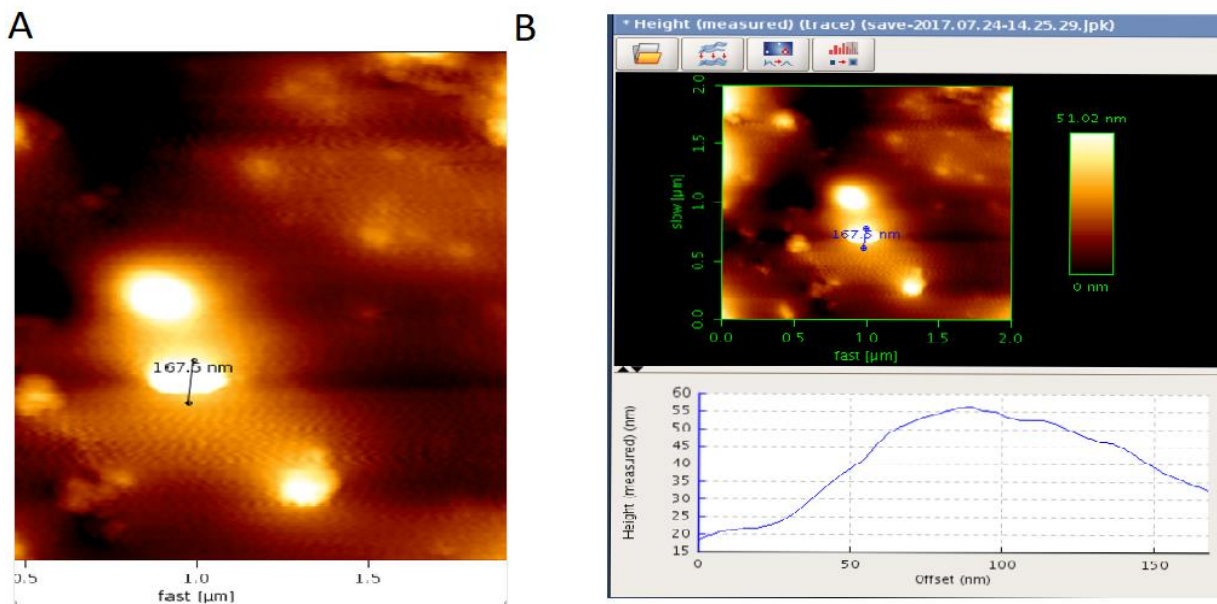 A
B
167.5 nm
0.5 1.0 1.5
fast [µm]
* Height (measured) (trace) (save-2017.07.24-14.25.29.jpk)
2.0
1.5
1.0
0.5
0.0
slow [µm]
167.5 nm
0.0 0.5 1.0 1.5 2.0
fast [µm]
51.02 nm
0 nm
60
55
50
45
40
35
30
25
20
15
Height (measured) (nm)
0 50 100 150
Offset (nm)